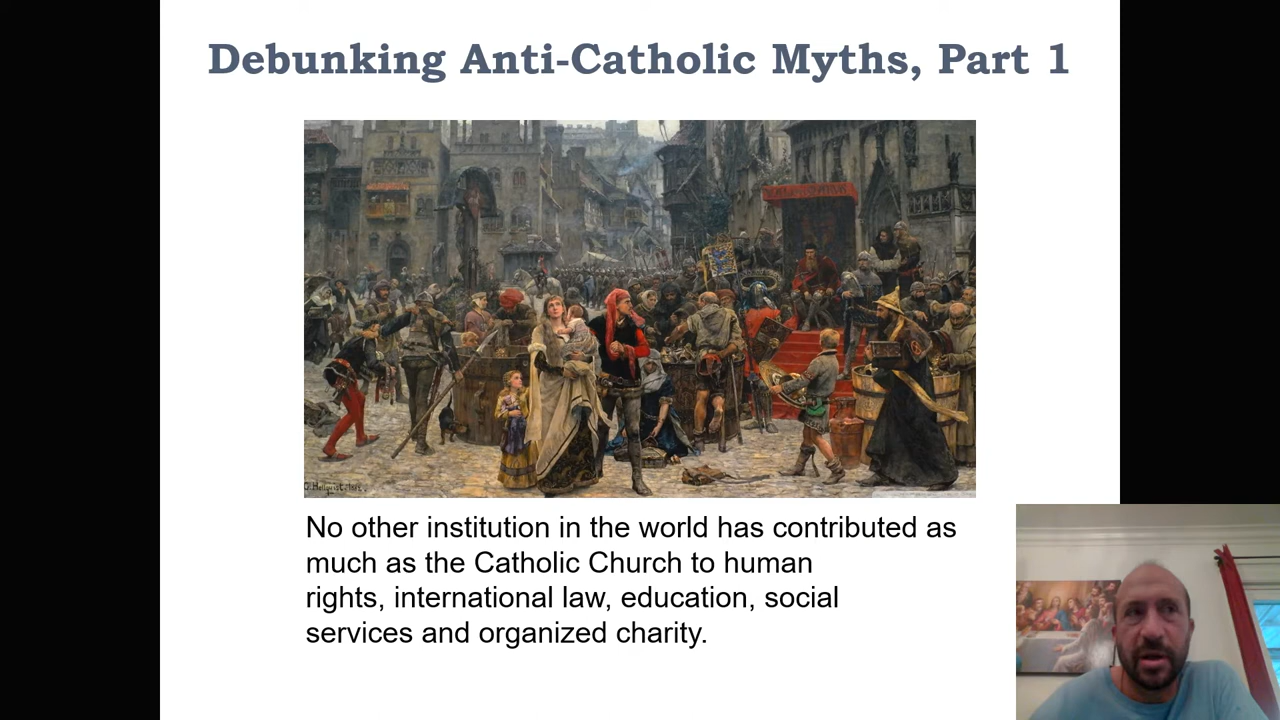 Debunking Anti-Catholic Myths, Part 1
No other institution in the world has contributed as
much as the Catholic Church to human
rights, international law, education, social
services and organized charity.